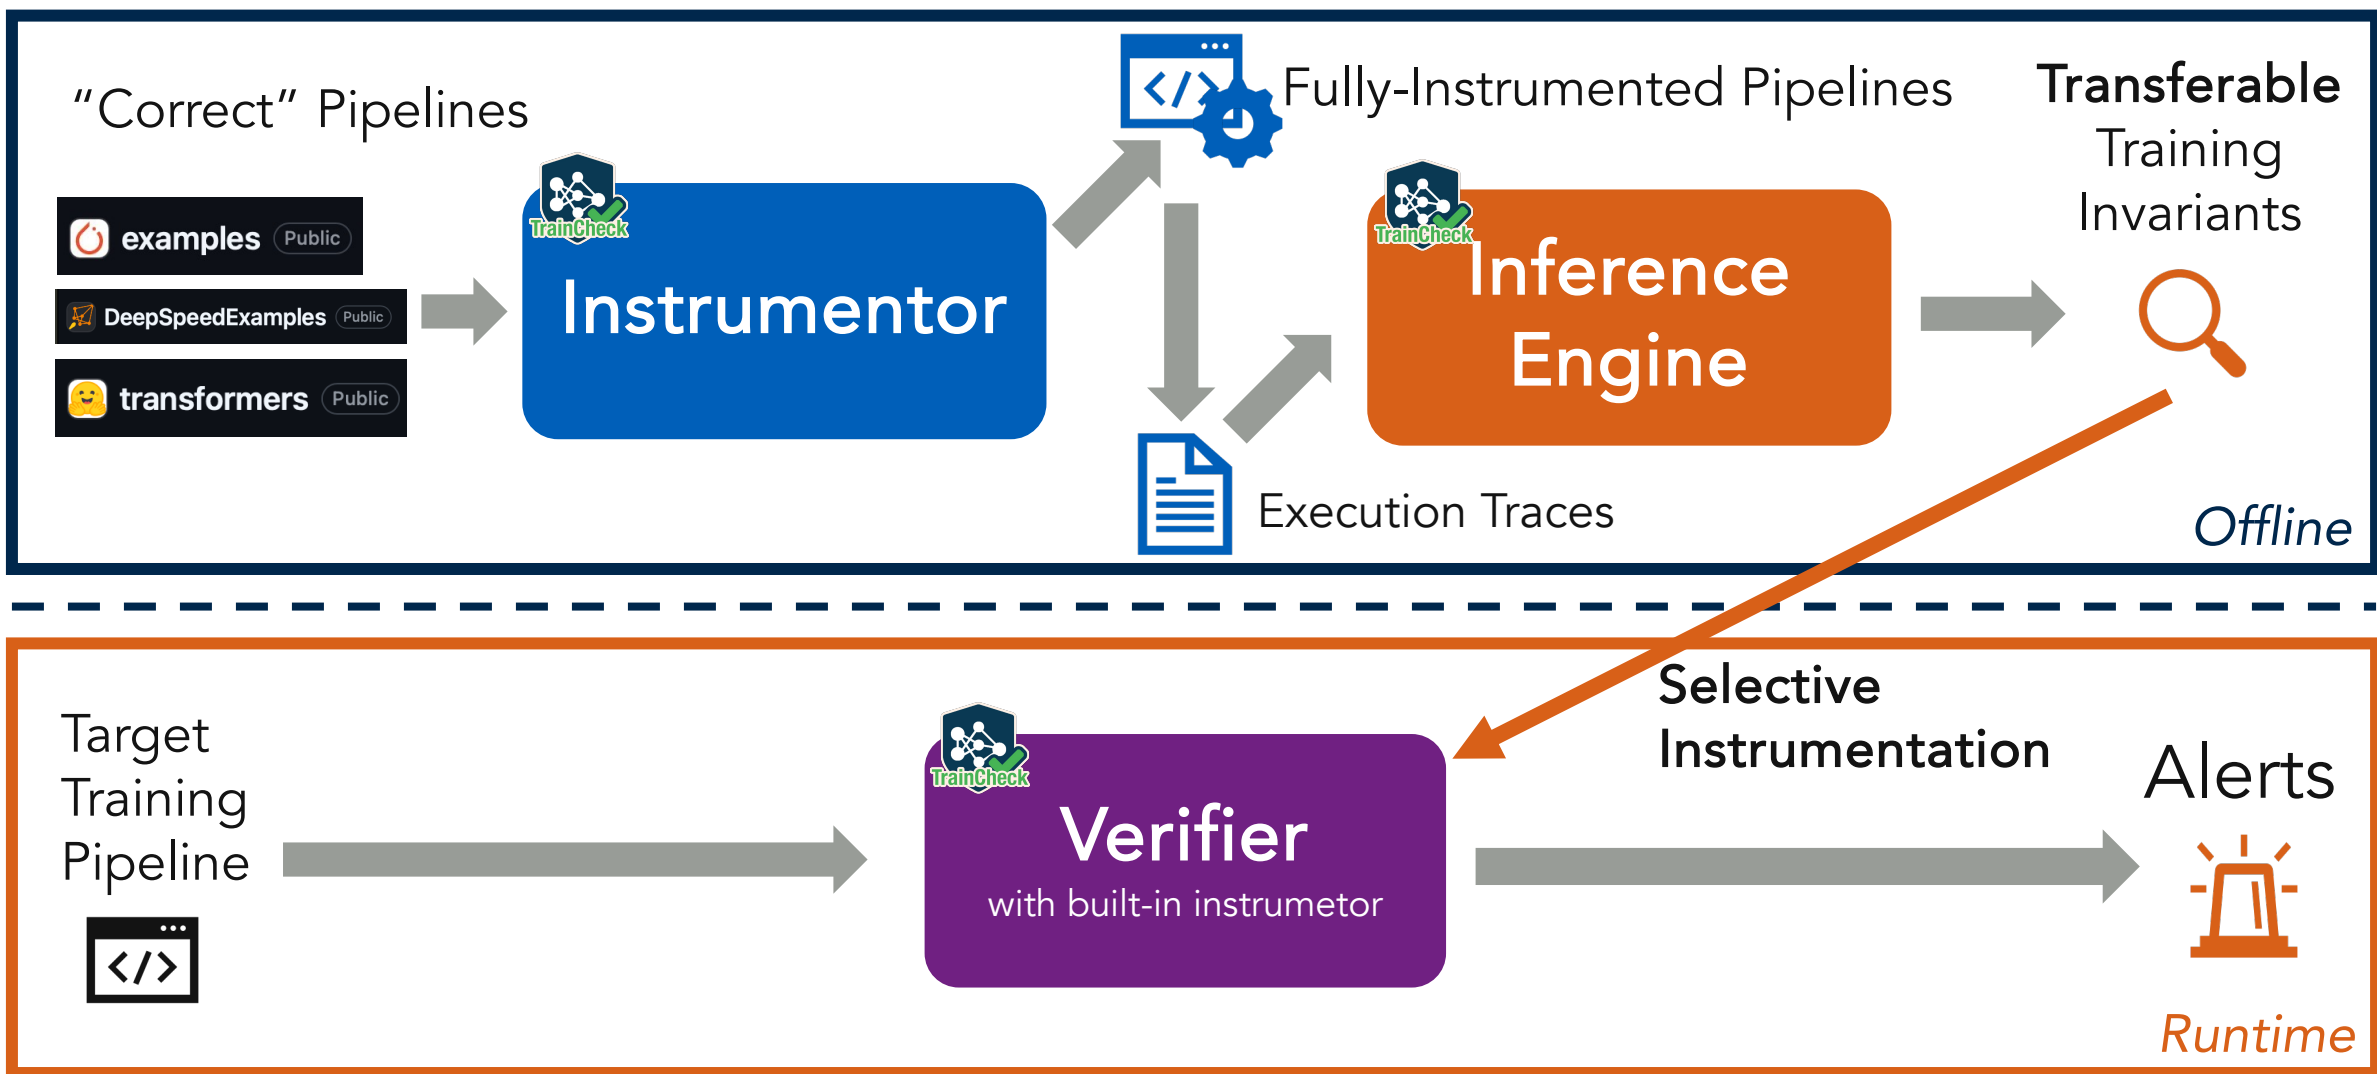 “Correct” Pipelines
examples Public
DeepSpeedExamples Public
transformers Public
TrainCheck
Instrumentor
</>
Fully-Instrumented Pipelines
Execution Traces
TrainCheck
Inference
Engine
Transferable
Training
Invariants
Offline
Target
Training
Pipeline
</>
TrainCheck
Verifier
with built-in instrumetor
Selective
Instrumentation
Alerts
Runtime